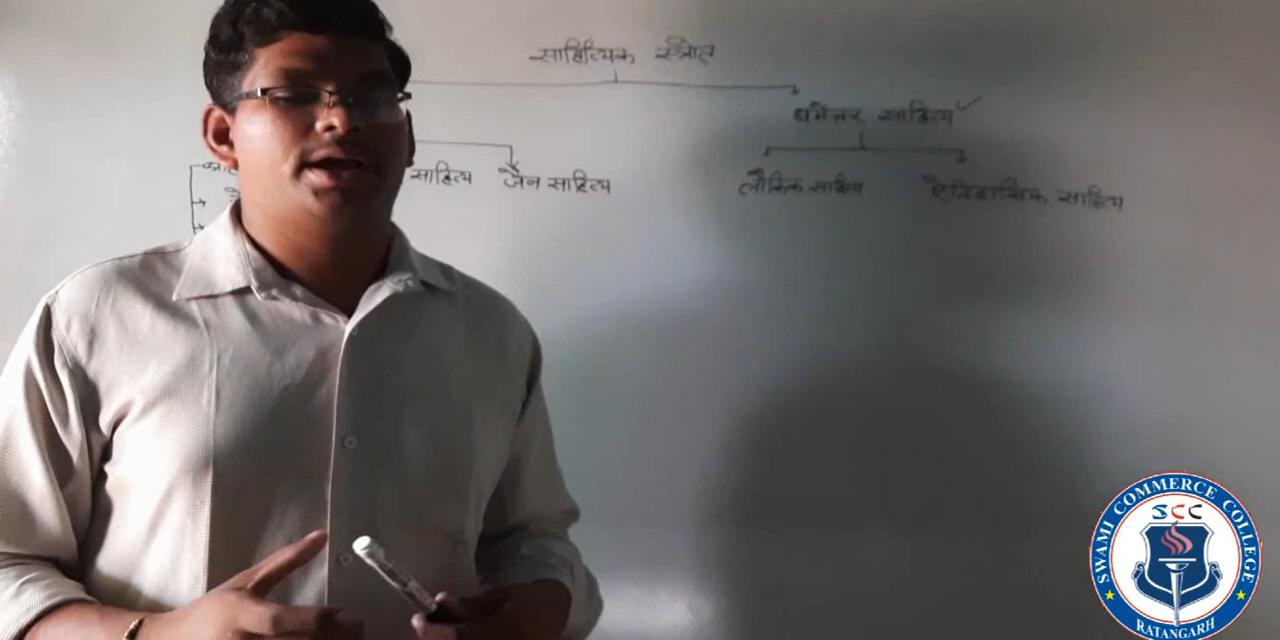 साहित्यिक स्त्रोत
धर्मेत्तर साहित्य
साहित्य जैन साहित्य
लौकिक साहित्य ऐतिहासिक साहित्य
SWAMI COMMERCE COLLEGE
SCC
RATANGARH